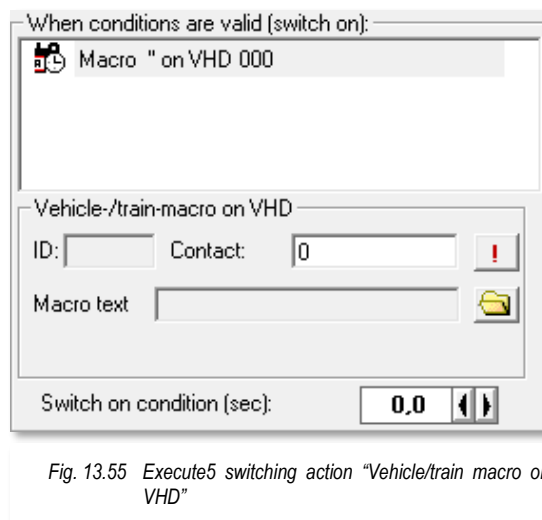 When conditions are valid (switch on):
Macro '' on VHD 000
Vehicle-/train-macro on VHD
ID: Contact: 0 !
Macro text
Switch on condition (sec): 0,0
Fig. 13.55 Execute5 switching action “Vehicle/train macro on
VHD”